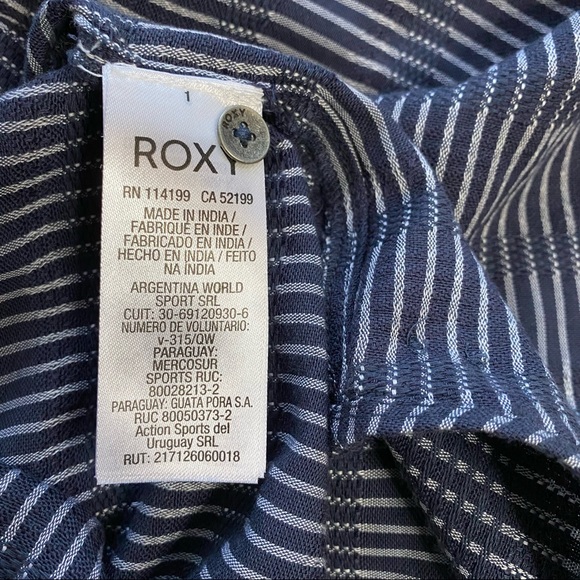 1
ROXY
ROXY
RN 114199 CA 52199
MADE IN INDIA /
FABRIQUÉ EN INDE /
FABRICADO EN INDIA /
HECHO EN INDIA / FEITO
NA ÍNDIA
ARGENTINA WORLD
SPORT SRL
CUIT: 30-69120930-6
NUMERO DE VOLUNTARIO:
v-315/QW
PARAGUAY:
MERCOSUR
SPORTS RUC:
80028213-2
PARAGUAY: GUATA PORA S.A.
RUC 80050373-2
Action Sports del
Uruguay SRL
RUT: 217126060018